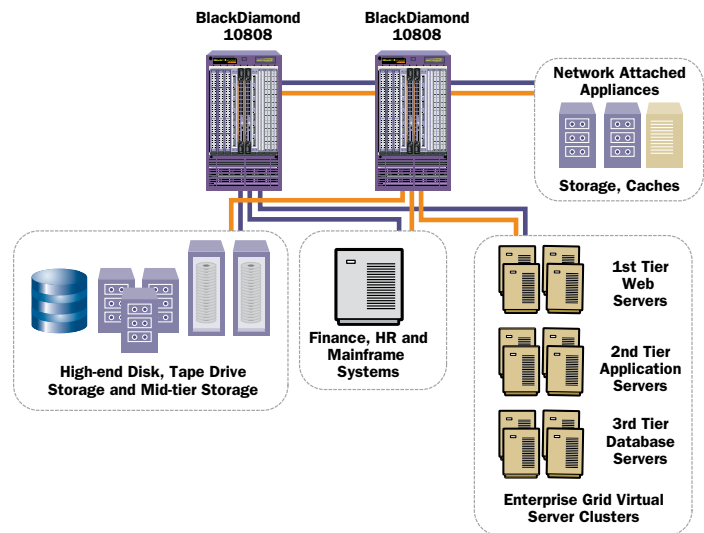 BlackDiamond
10808
BlackDiamond
10808
Network Attached
Appliances
Storage, Caches
High-end Disk, Tape Drive
Storage and Mid-tier Storage
Finance, HR and
Mainframe
Systems
1st Tier
Web
Servers
2nd Tier
Application
Servers
3rd Tier
Database
Servers
Enterprise Grid Virtual
Server Clusters